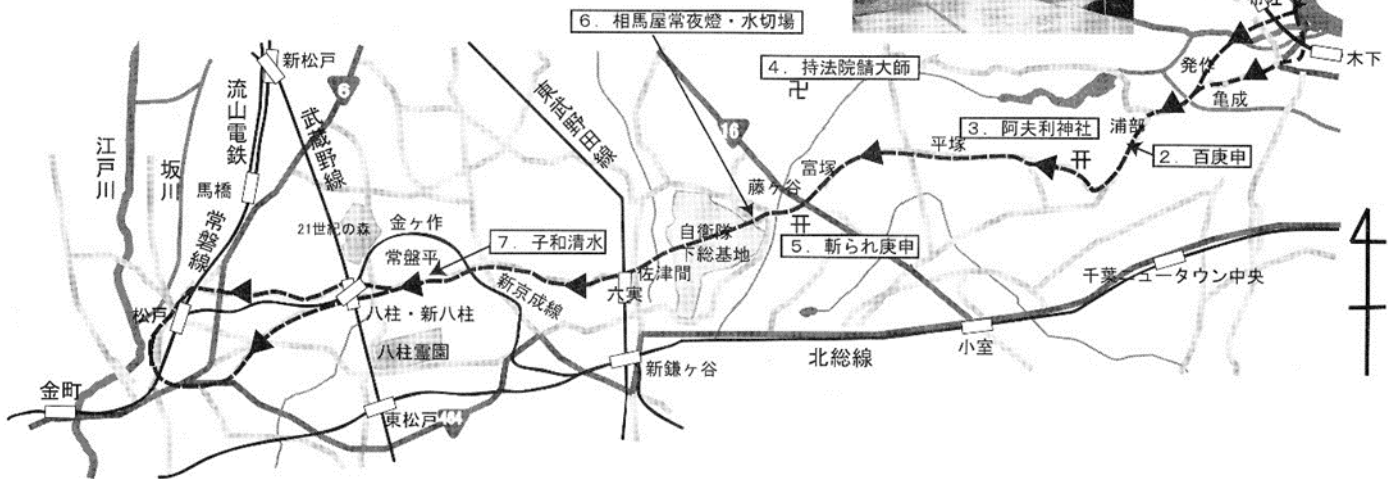 6．相馬屋常夜燈・水切場
4．持法院鯖大師
木下
発作
亀成
新松戸
6
16
卍
3．阿夫利神社
浦部
2．百庚申
流山電鉄
武蔵野線
東武野田線
平塚
富塚
江戸川
坂川
馬橋
藤ヶ谷
21世紀の森
金ヶ作
7．子和清水
自衛隊
下総基地
5．斬られ庚申
常磐線
常盤平
佐津間
新京成線
六実
千葉ニュータウン中央
松戸
八柱・新八柱
八柱霊園
新鎌ヶ谷
北総線
小室
金町
東松戸
464